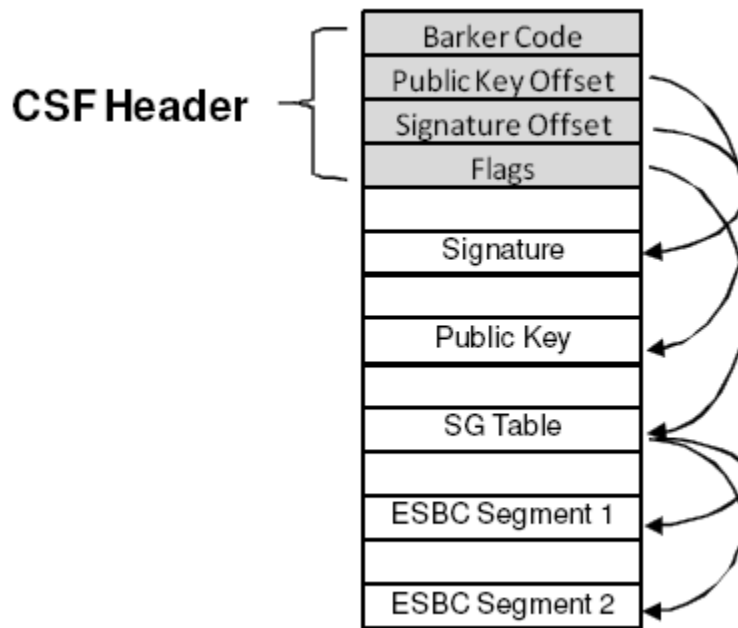 Barker Code
Public Key Offset
CSF Header
Signature Offset
Flags
Signature
Public Key
SG Table
ESBC Segment 1
ESBC Segment 2